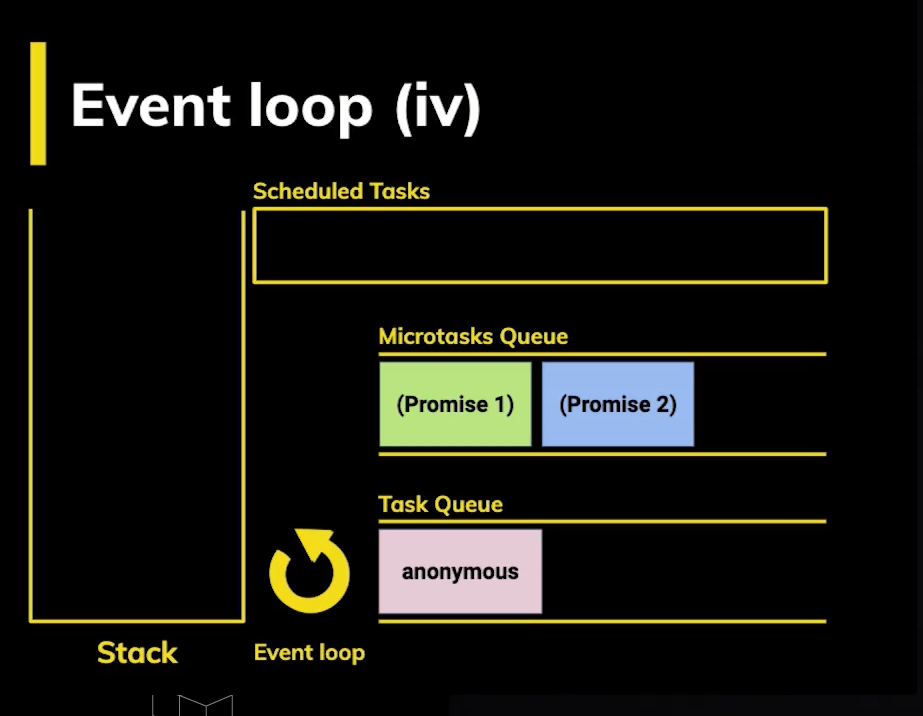 Event loop (iv)
Scheduled Tasks
Microtasks Queue
(Promise 1)
(Promise 2)
Task Queue
anonymous
Stack
Event loop